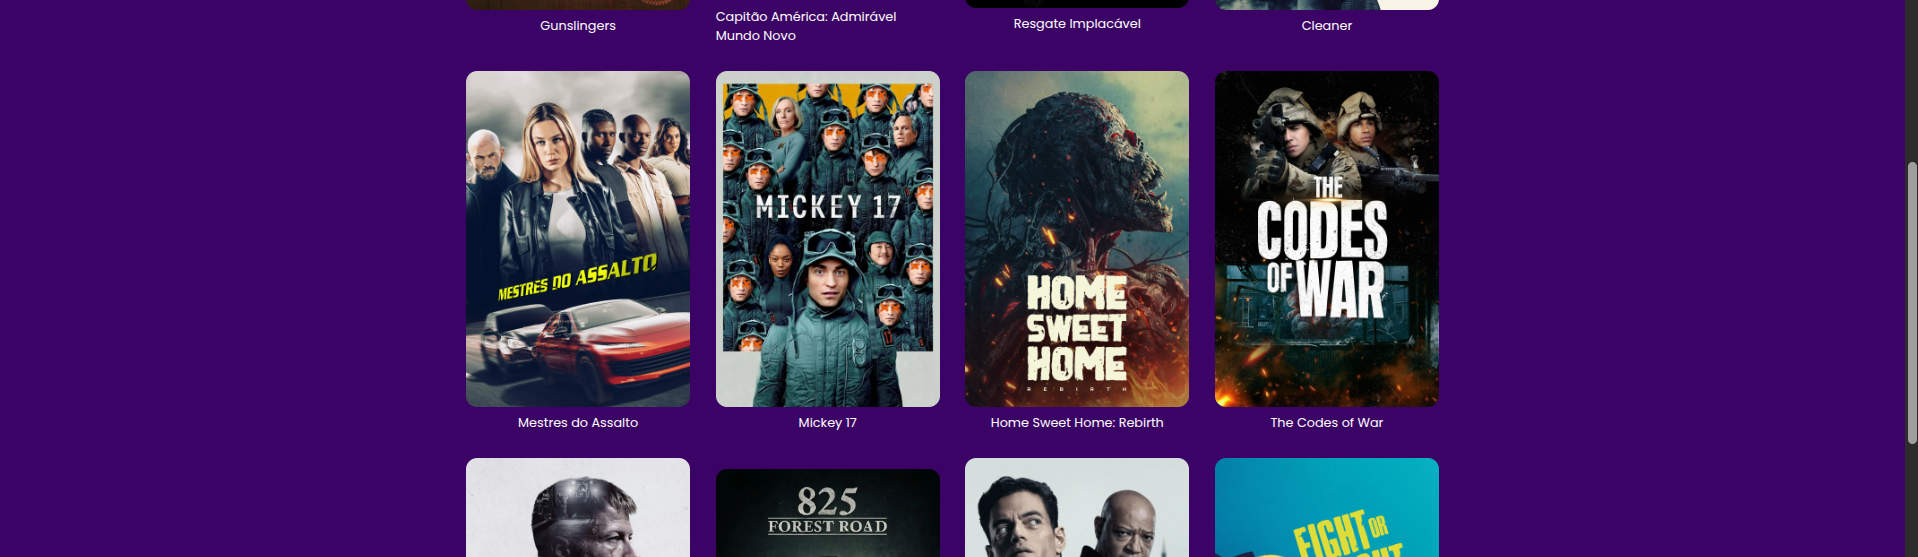 Gunslingers
Capitão América: Admirável
Mundo Novo
Resgate Implacável
Cleaner
MESTRES DO ASSALTO
MICKEY 17
HOME
SWEET
HOME
REBIRTH
THE
CODES
OF WAR
Mestres do Assalto
Mickey 17
Home Sweet Home: Rebirth
The Codes of War
825
FOREST ROAD
FIGHT OR